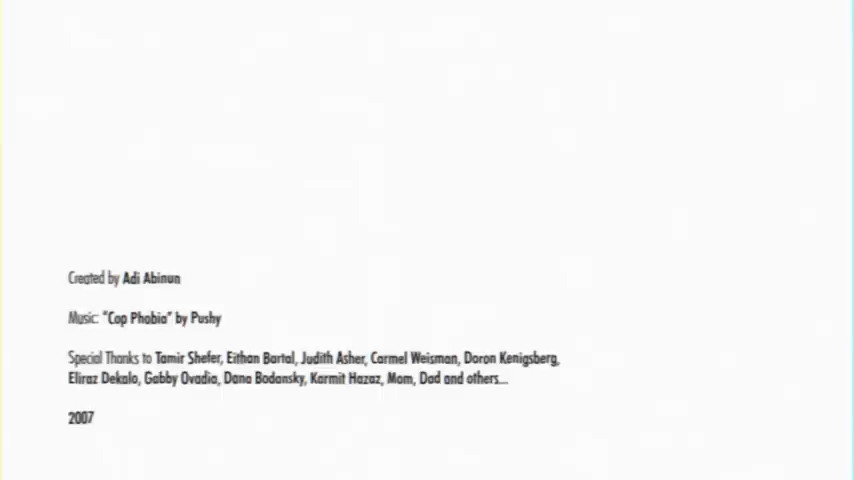 Created by Adi Abinun
Music: "Cop Phobia" by Pushy
Special Thanks to Tamir Shefer, Eithan Bartal, Judith Asher, Carmel Weisman, Doron Kenigsberg,
Eliraz Dekalo, Gabby Ovadia, Dana Bodansky, Karmit Hazaz, Mom, Dad and others...
2007